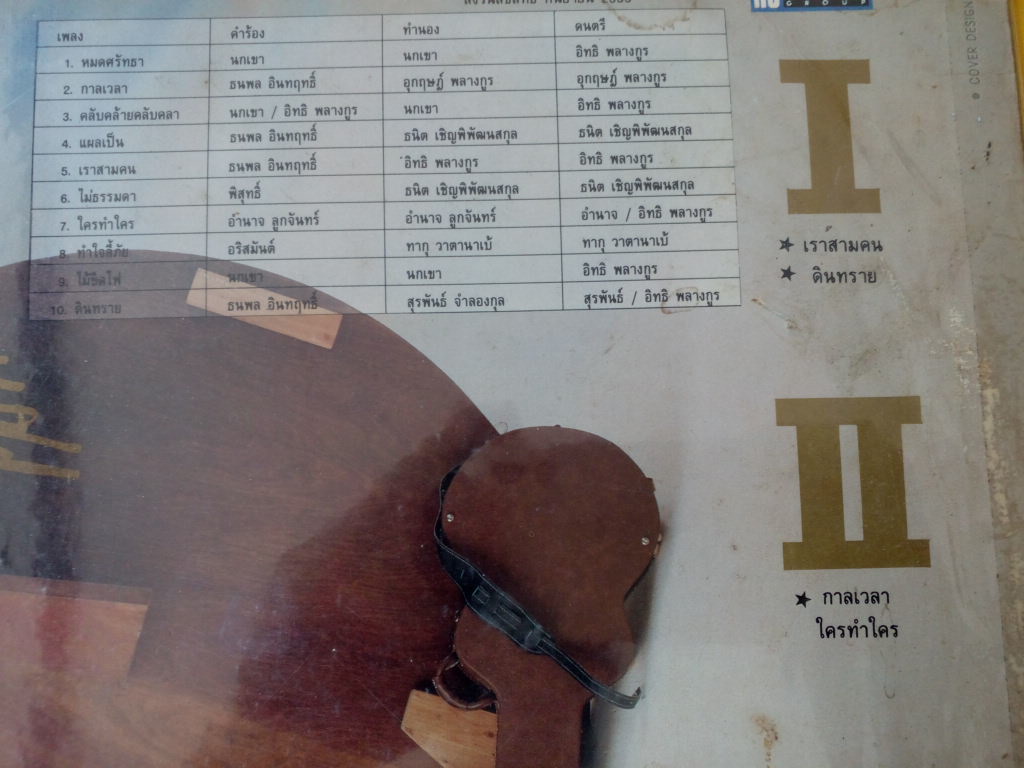 เพลง คำร้อง ทำนอง ดนตรี
1. หมดศรัทธา นกเขา นกเขา อิทธิ พลางกูร
2. กาลเวลา ธนพล อินทฤทธิ์ อุกฤษฏ์ พลางกูร อุกฤษฏ์ พลางกูร
3. คลับคล้ายคลับคลา นกเขา / อิทธิ พลางกูร นกเขา อิทธิ พลางกูร
4. แผลเป็น ธนพล อินทฤทธิ์ ธนิต เชิญพิพัฒนสกุล ธนิต เชิญพิพัฒนสกุล
5. เราสามคน ธนพล อินทฤทธิ์ อิทธิ พลางกูร อิทธิ พลางกูร
6. ไม่ธรรมดา พิสุทธิ์ ธนิต เชิญพิพัฒนสกุล ธนิต เชิญพิพัฒนสกุล
7. ใครทำใคร อำนาจ ลูกจันทร์ อำนาจ ลูกจันทร์ อำนาจ / อิทธิ พลางกูร
8. ทำใจลี้ภัย อริสมันต์ ทากุ วาตานาเบ้ ทากุ วาตานาเบ้
9. ไม้ขีดไฟ นกเขา นกเขา อิทธิ พลางกูร
10. ดินทราย ธนพล อินทฤทธิ์ สุรพันธ์ จำลองกุล สุรพันธ์ / อิทธิ พลางกูร
GROUP
I
★ เราสามคน
★ ดินทราย
II
★ กาลเวลา
ใครทำใคร
COVER DESIGN